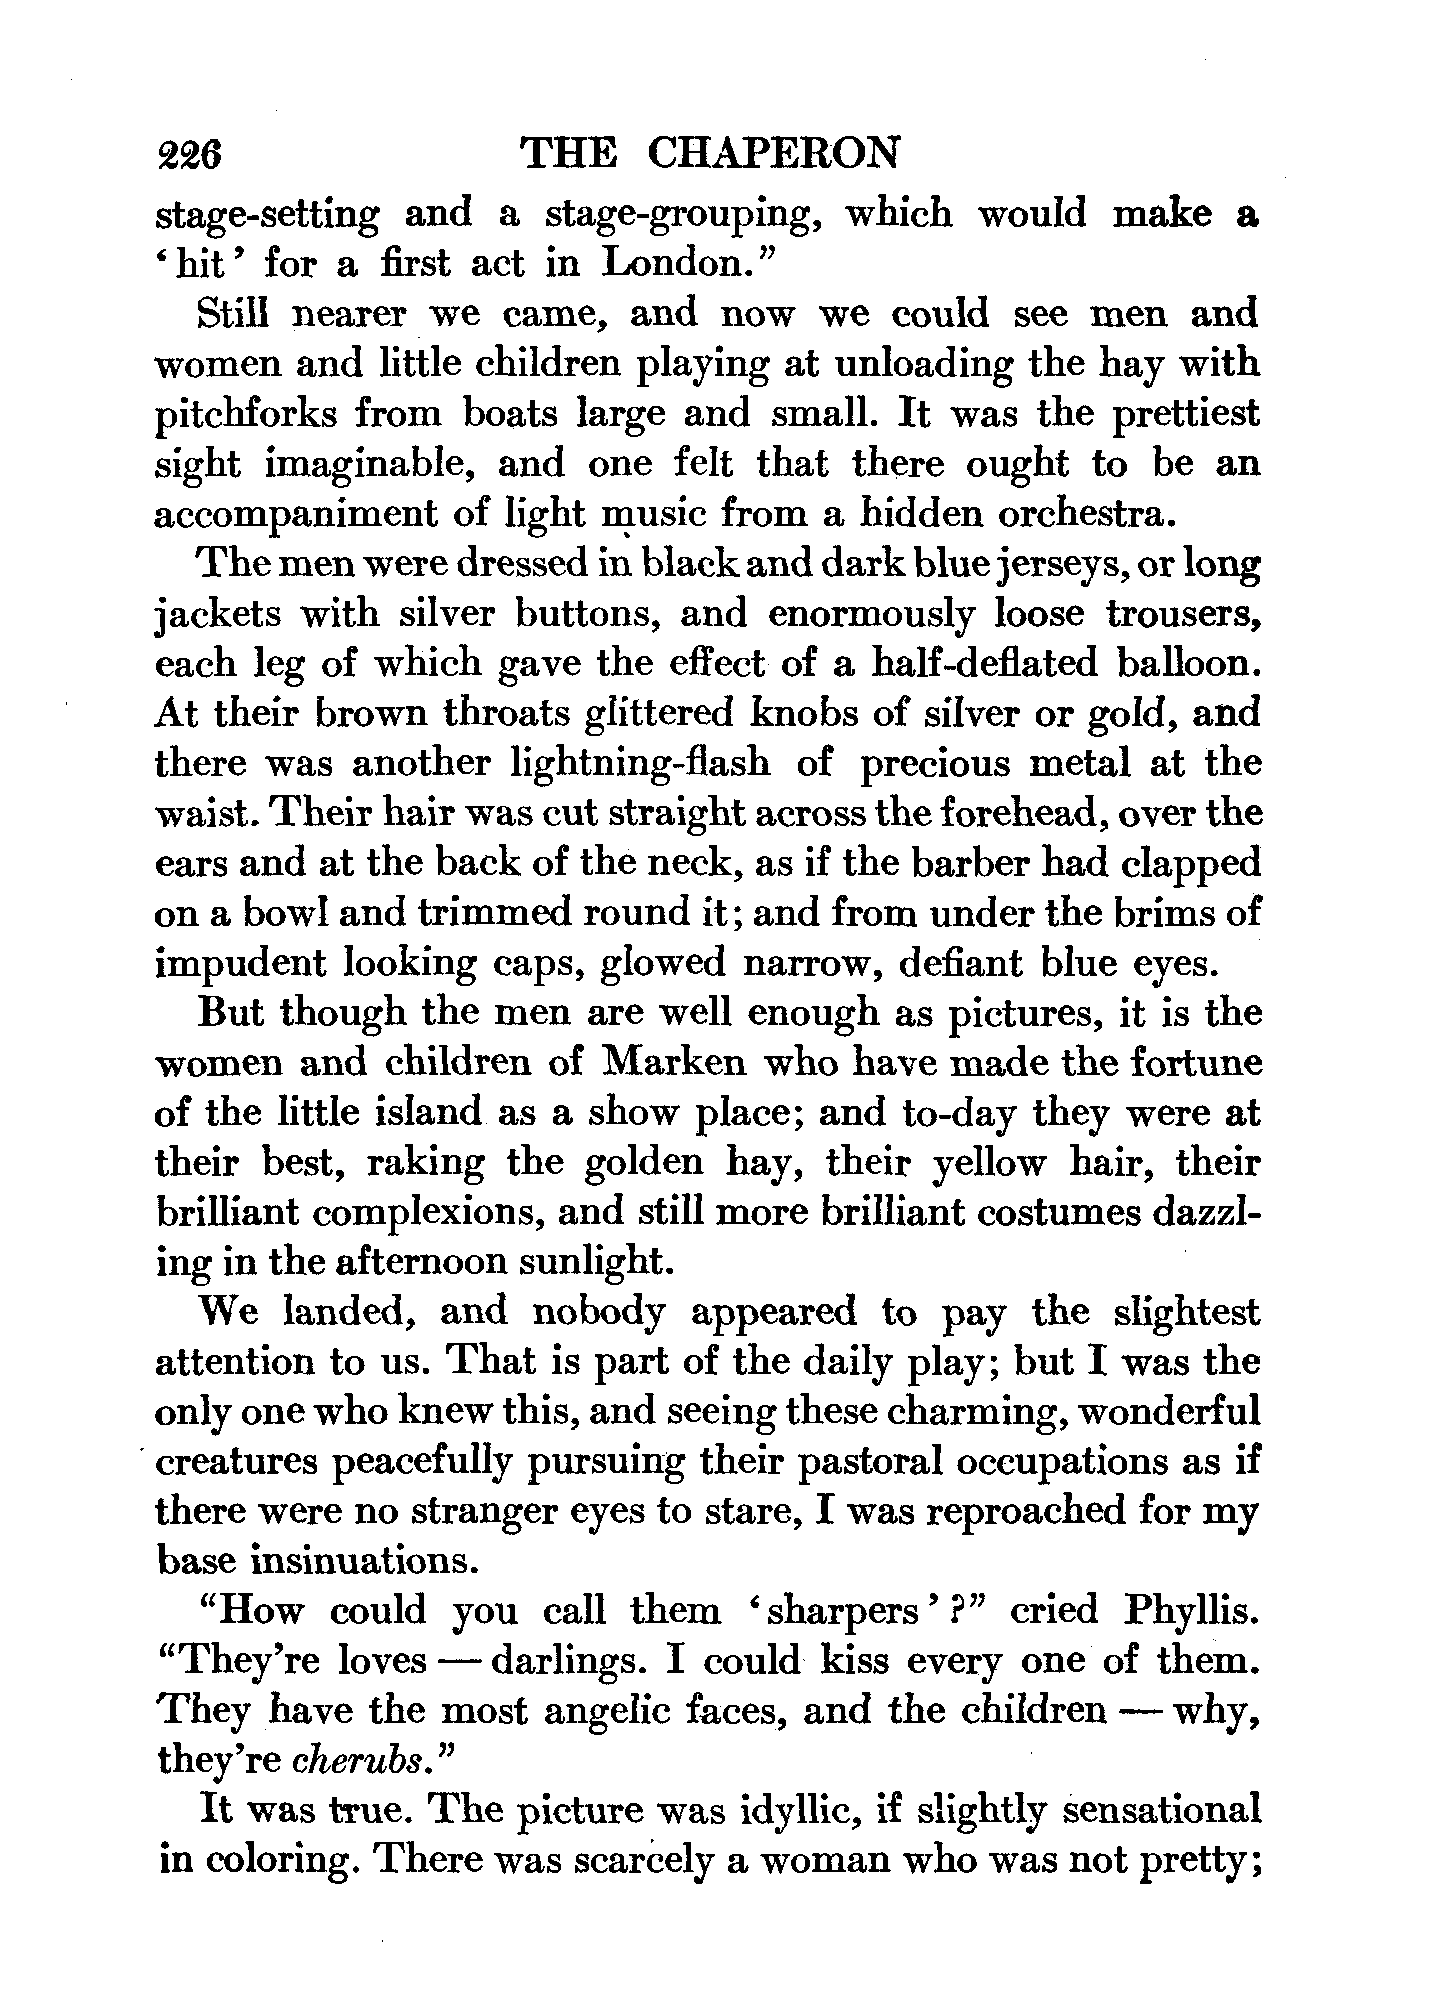 226 THE CHAPERON
stage-setting and a stage-grouping, which would make a
‘hit’ for a first act in London.”
Still nearer we came, and now we could see men and
women and little children playing at unloading the hay with
pitchforks from boats large and small. It was the prettiest
sight imaginable, and one felt that there ought to be an
accompaniment of light music from a hidden orchestra.
The men were dressed in black and dark blue jerseys, or long
jackets with silver buttons, and enormously loose trousers,
each leg of which gave the effect of a half-deflated balloon.
At their brown throats glittered knobs of silver or gold, and
there was another lightning-flash of precious metal at the
waist. Their hair was cut straight across the forehead, over the
ears and at the back of the neck, as if the barber had clapped
on a bowl and trimmed round it; and from under the brims of
impudent looking caps, glowed narrow, defiant blue eyes.
But though the men are well enough as pictures, it is the
women and children of Marken who have made the fortune
of the little island as a show place; and to-day they were at
their best, raking the golden hay, their yellow hair, their
brilliant complexions, and still more brilliant costumes dazzl-
ing in the afternoon sunlight.
We landed, and nobody appeared to pay the slightest
attention to us. That is part of the daily play; but I was the
only one who knew this, and seeing these charming, wonderful
creatures peacefully pursuing their pastoral occupations as if
there were no stranger eyes to stare, I was reproached for my
base insinuations.
“How could you call them ‘sharpers’?” cried Phyllis.
“They’re loves — darlings. I could kiss every one of them.
They have the most angelic faces, and the children — why,
they’re cherubs.”
It was true. The picture was idyllic, if slightly sensational
in coloring. There was scarcely a woman who was not pretty;